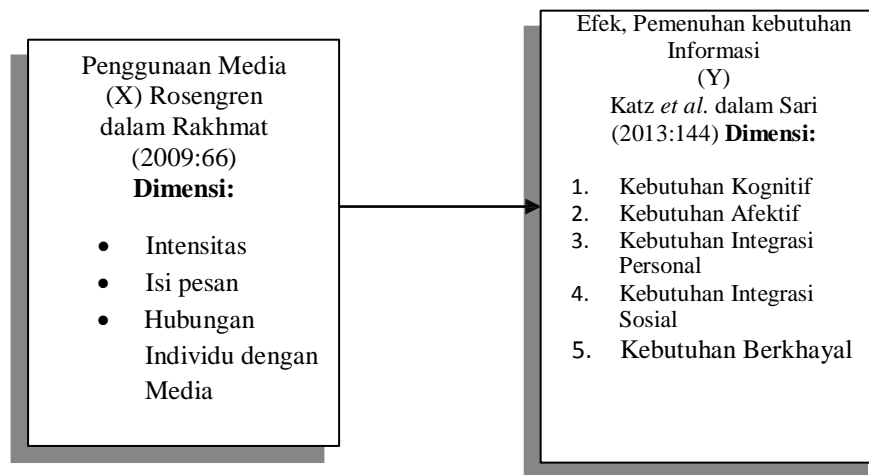 Penggunaan Media
(X) Rosengren
dalam Rakhmat
(2009:66)
Dimensi:
• Intensitas
• Isi pesan
• Hubungan
Individu dengan
Media
Efek, Pemenuhan kebutuhan
Informasi
(Y)
Katz et al. dalam Sari
(2013:144) Dimensi:
1. Kebutuhan Kognitif
2. Kebutuhan Afektif
3. Kebutuhan Integrasi
Personal
4. Kebutuhan Integrasi
Sosial
5. Kebutuhan Berkhayal